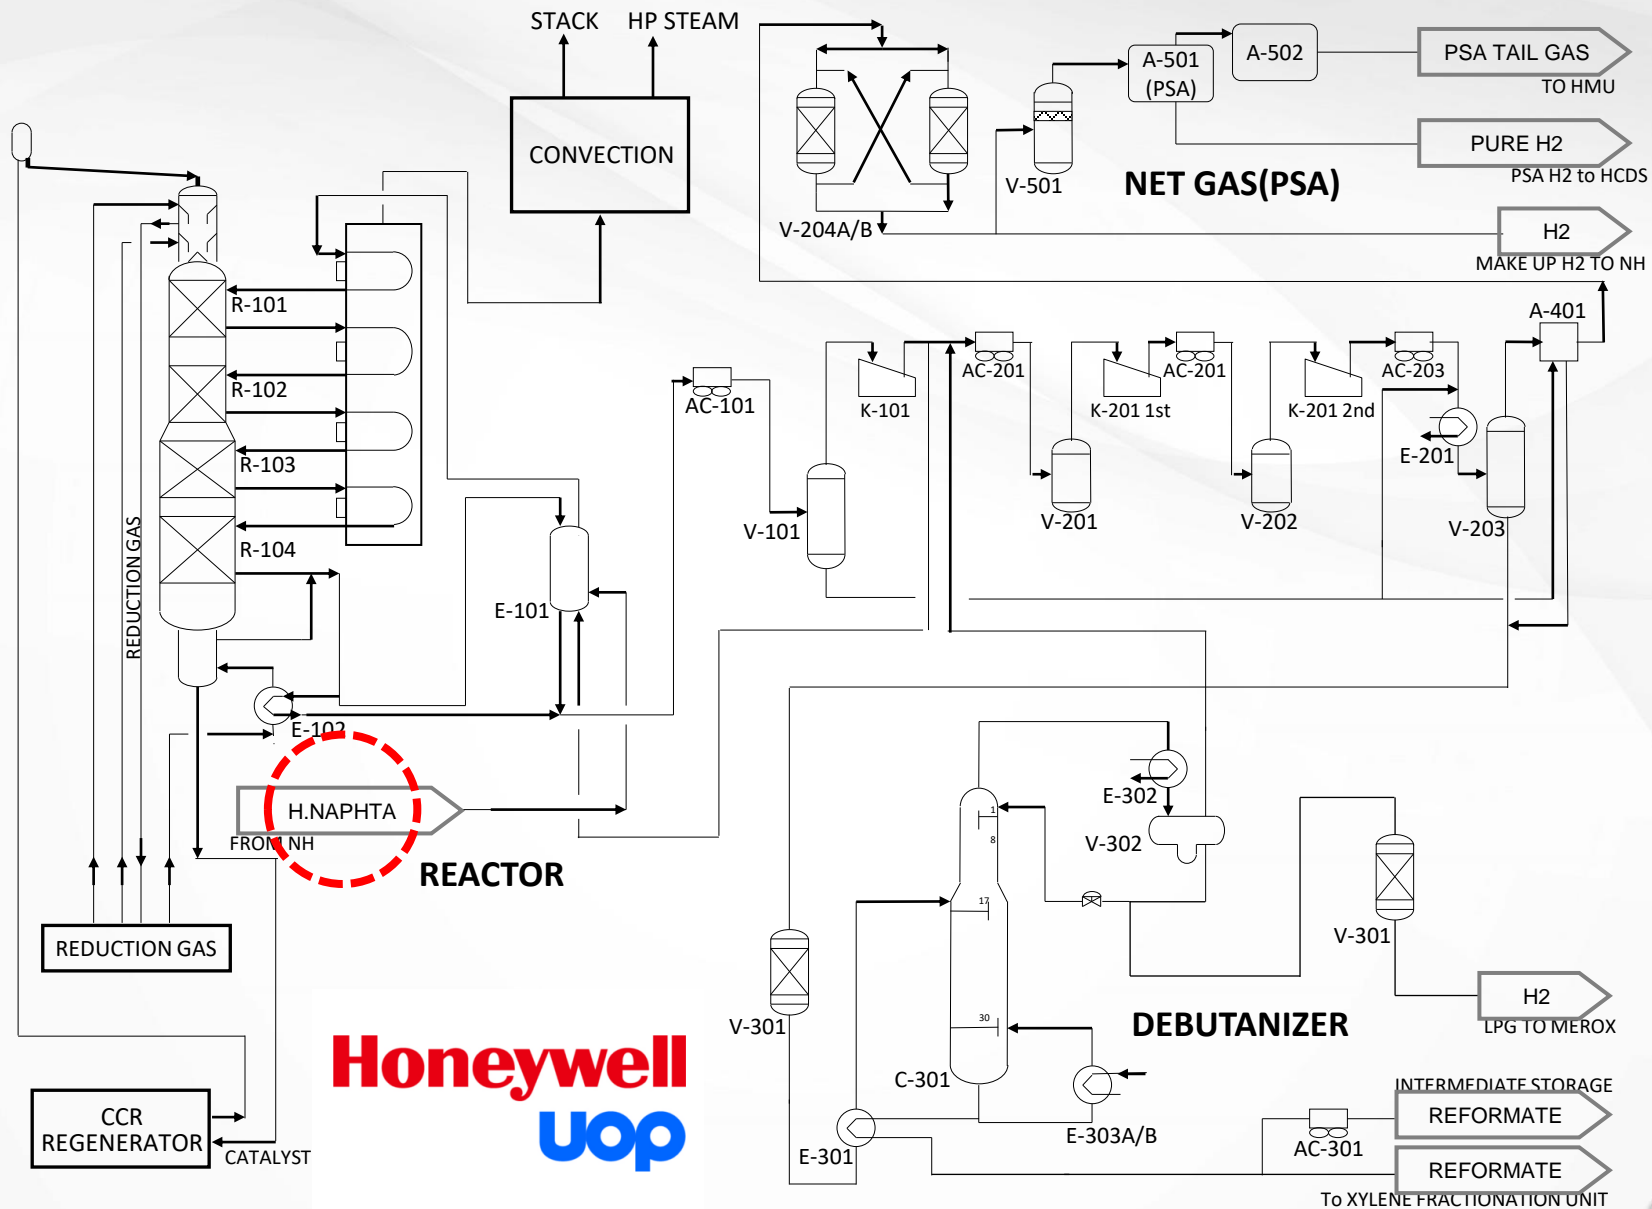 STACK
HP STEAM
CONVECTION
A-501
(PSA)
A-502
PSA TAIL GAS
TO HMU
PURE H2
PSA H2 to HCDS
V-501
NET GAS(PSA)
V-204A/B
H2
MAKE UP H2 TO NH
R-101
R-102
R-103
R-104
REDUCTION GAS
A-401
AC-101
K-101
AC-201
K-201 1st
AC-201
K-201 2nd
AC-203
E-201
V-101
V-201
V-202
V-203
E-101
E-102
H.NAPHTA
FROM NH
REACTOR
E-302
V-302
1
8
17
30
V-301
V-301
REDUCTION GAS
H2
LPG TO MEROX
DEBUTANIZER
C-301
E-303A/B
E-301
INTERMEDIATE STORAGE
REFORMATE
AC-301
REFORMATE
To XYLENE FRACTIONATION UNIT
CCR
REGENERATOR
CATALYST
Honeywell
uop